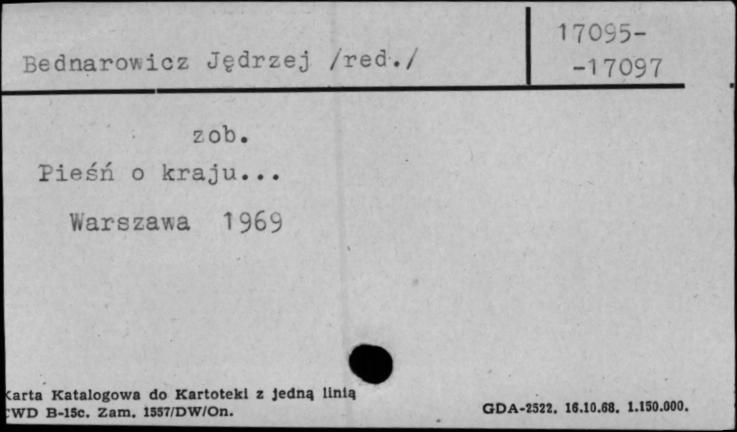 17095-
Bednarowicz Jędrzej /red./
-17097
zob.
Pieśń o kraju...
Warszawa 1969
Karta Katalogowa do Kartoteki z jedną linią
CWD B-15c. Zam. 1557/DW/On.
GDA-2522. 16.10.68. 1.150.000.